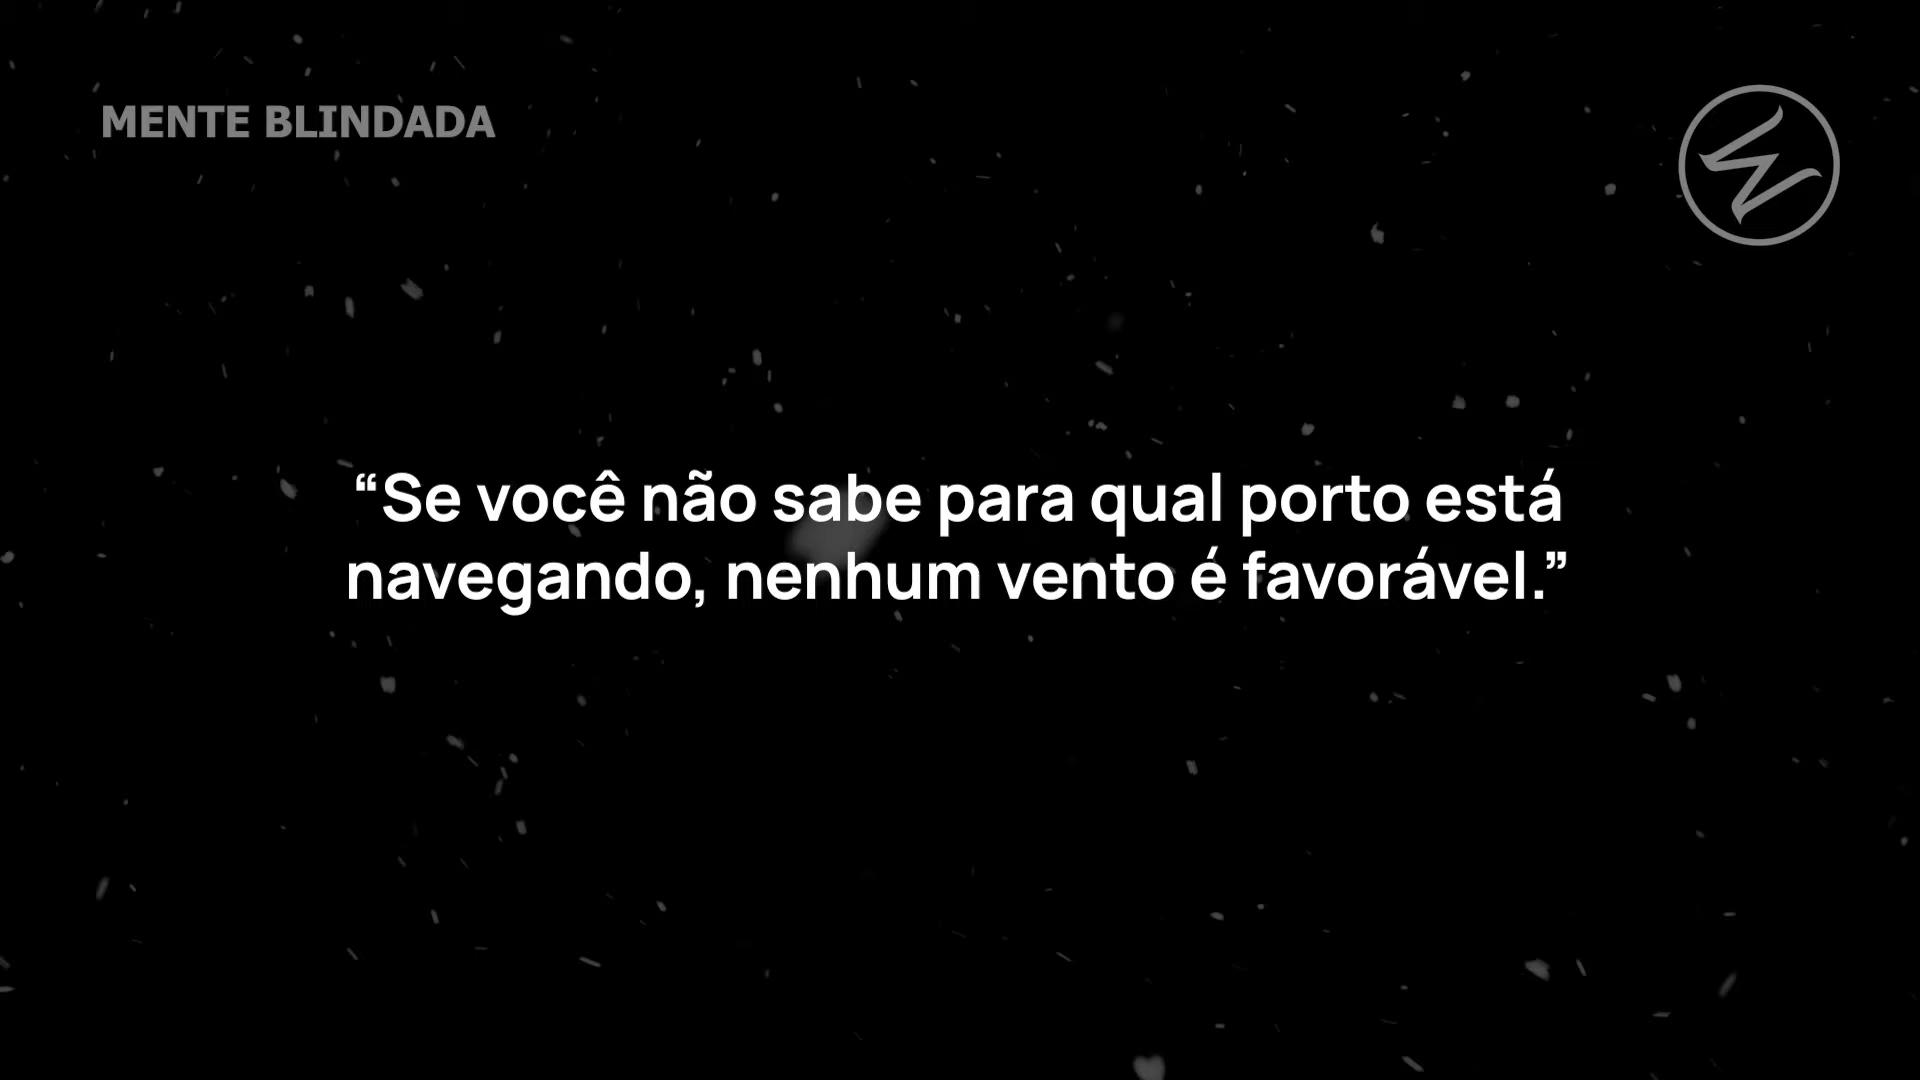 MENTE BLINDADA
“Se você não sabe para qual porto está
navegando, nenhum vento é favorável.”